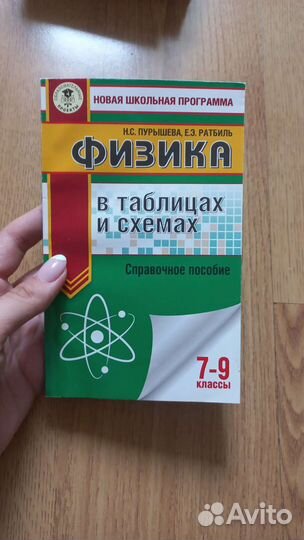 НОВАЯ ШКОЛЬНАЯ ПРОГРАММА
Н.С. ПУРЫШЕВА, Е.Э. РАТБИЛЬ
ФИЗИКА
в таблицах
и схемах
Справочное пособие
7-9
классы
Avito